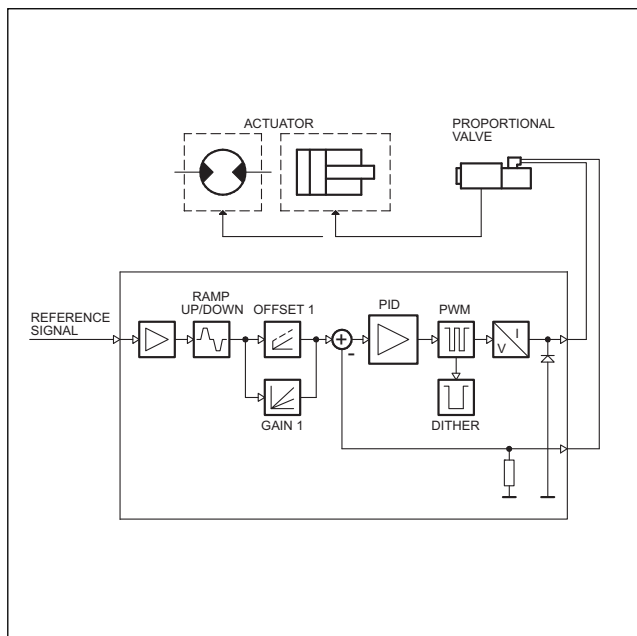 ACTUATOR
PROPORTIONAL
VALVE
REFERENCE
SIGNAL
RAMP
UP/DOWN
OFFSET 1
PID
PWM
I
V
+
-
GAIN 1
DITHER